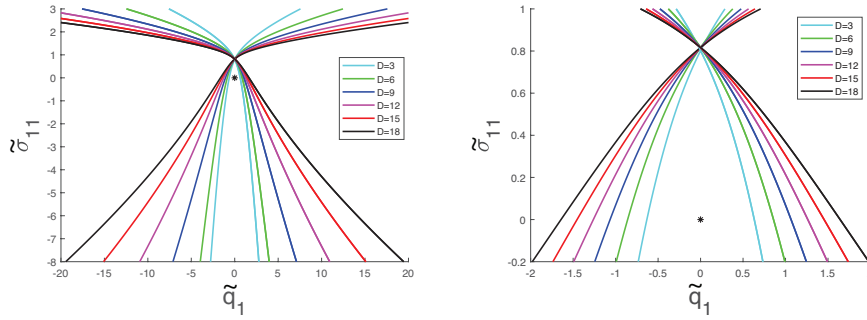 3
2
1
0
-1
-2
-3
-4
-5
-6
-7
-8
-20 -15 -10 -5 0 5 10 15 20
σ̃₁₁
q̃₁
D=3
D=6
D=9
D=12
D=15
D=18
1
0.8
0.6
0.4
0.2
0
-0.2
-2 -1.5 -1 -0.5 0 0.5 1 1.5 2
σ̃₁₁
q̃₁
D=3
D=6
D=9
D=12
D=15
D=18